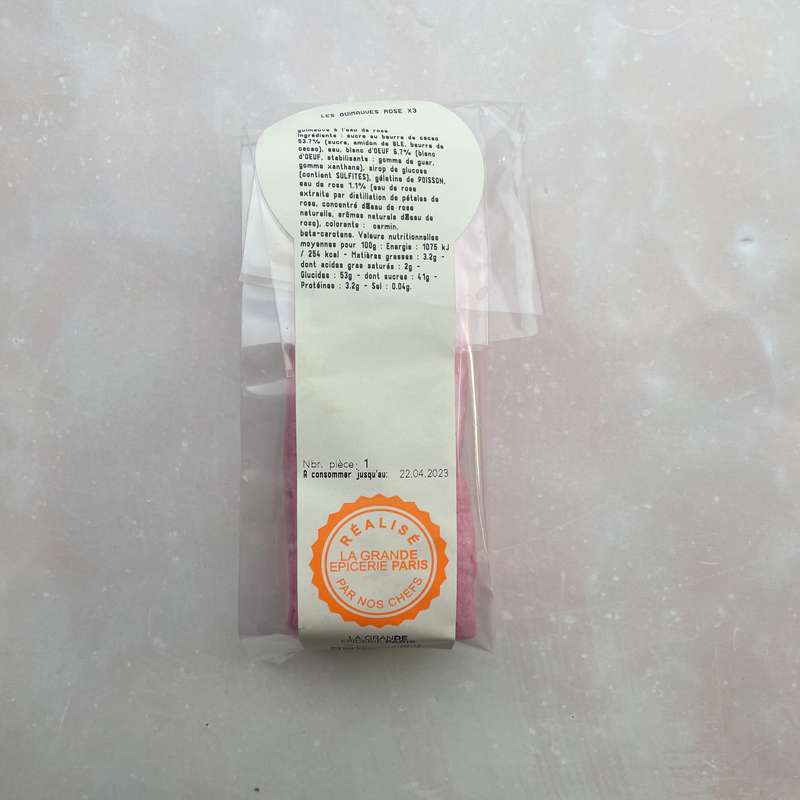 LES GUIMAUVES ROSE X3
guimauve à l'eau de rose
Ingrédients : sucre au beurre de cacao
53.7% (sucre, amidon de BLE, beurre de
cacao), eau, blanc d'OEUF 6.7% (blanc
d'OEUF, stabilisants : gomme de guar,
gomme xanthane), sirop de glucose
(contient SULFITES), gélatine de POISSON,
eau de rose 1.1% (eau de rose
extraite par distillation de pétales de
rose, concentré d eau de rose
naturelle, arômes naturels d eau de
rose), colorants : carmin,
beta-carotene. Valeurs nutritionnelles
moyennes pour 100g : Energie : 1075 kJ
/ 254 kcal - Matières grasses : 3.2g -
dont acides gras saturés : 2g -
Glucides : 53g - dont sucres : 41g -
Protéines : 3.2g - Sel : 0.04g.
Nbr. pièce: 1
A consommer jusqu'au: 22.04.2023
RÉALISÉ
LA GRANDE
EPICERIE PARIS
PAR NOS CHEFS
LA GRANDE
EPICERIE PARIS